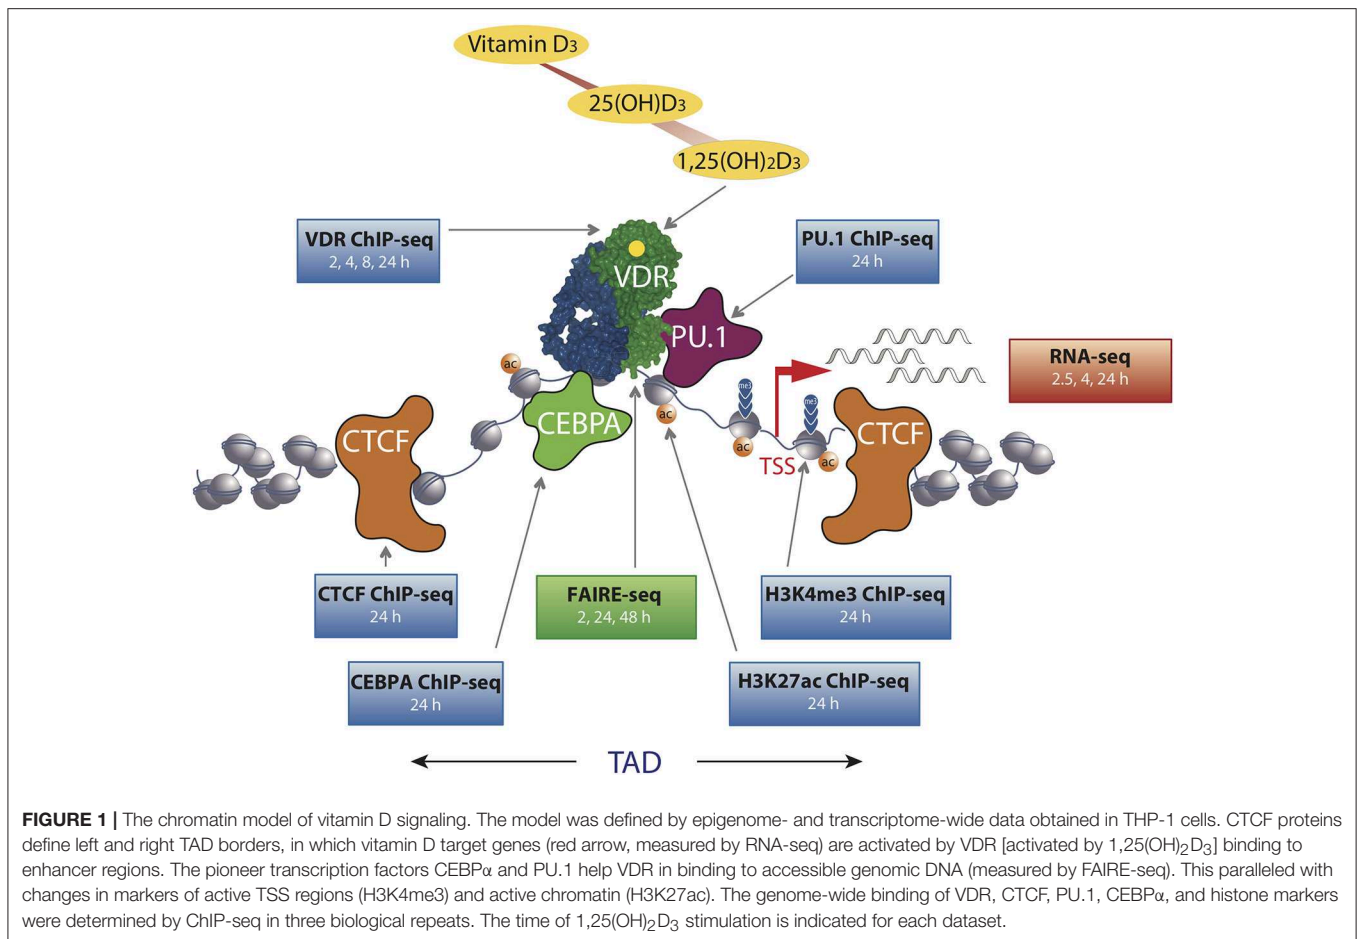 Vitamin D3
25(OH)D3
1,25(OH)2D3
VDR ChIP-seq
2, 4, 8, 24 h
PU.1 ChIP-seq
24 h
VDR
PU.1
RNA-seq
2.5, 4, 24 h
ac
me3
me3
ac
CEBPA
CTCF
CTCF
ac
TSS
ac
CTCF ChIP-seq
24 h
FAIRE-seq
2, 24, 48 h
H3K4me3 ChIP-seq
24 h
CEBPA ChIP-seq
24 h
H3K27ac ChIP-seq
24 h
TAD
FIGURE 1 | The chromatin model of vitamin D signaling. The model was defined by epigenome- and transcriptome-wide data obtained in THP-1 cells. CTCF proteins
define left and right TAD borders, in which vitamin D target genes (red arrow, measured by RNA-seq) are activated by VDR [activated by 1,25(OH)2D3] binding to
enhancer regions. The pioneer transcription factors CEBPα and PU.1 help VDR in binding to accessible genomic DNA (measured by FAIRE-seq). This paralleled with
changes in markers of active TSS regions (H3K4me3) and active chromatin (H3K27ac). The genome-wide binding of VDR, CTCF, PU.1, CEBPα, and histone markers
were determined by ChIP-seq in three biological repeats. The time of 1,25(OH)2D3 stimulation is indicated for each dataset.